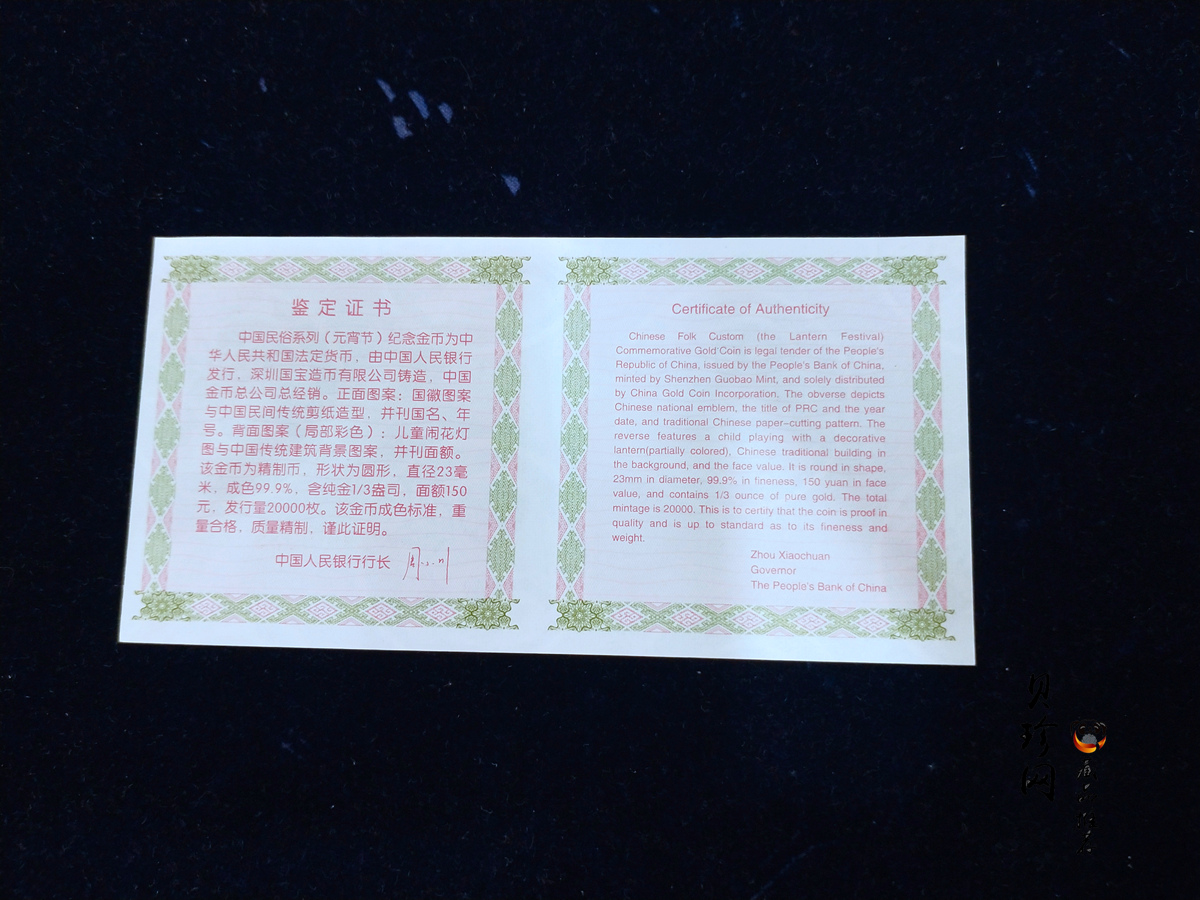 鉴定证书
中国民俗系列（元宵节）纪念金币为中
华人民共和国法定货币，由中国人民银行
发行，深圳国宝造币有限公司铸造，中国
金币总公司总经销。正面图案：国徽图案
与中国民间传统剪纸造型，并刊国名、年
号。背面图案（局部彩色）：儿童闹花灯
图与中国传统建筑背景图案，并刊面额。
该金币为精制币，形状为圆形，直径23毫
米，成色99.9%，含纯金1/3盎司，面额150
元，发行量20000枚。该金币成色标准，重
量合格，质量精制，谨此证明。
中国人民银行行长
Certificate of Authenticity
Chinese Folk Custom (the Lantern Festival)
Commemorative Gold Coin is legal tender of the People's
Republic of China, issued by the People's Bank of China,
minted by Shenzhen Guobao Mint, and solely distributed
by China Gold Coin Incorporation. The obverse depicts
Chinese national emblem, the title of PRC and the year
date, and traditional Chinese paper-cutting pattern. The
reverse features a child playing with a decorative
lantern(partially colored), Chinese traditional building in
the background, and the face value. It is round in shape,
23mm in diameter, 99.9% in fineness, 150 yuan in face
value, and contains 1/3 ounce of pure gold. The total
mintage is 20000. This is to certify that the coin is proof in
quality and is up to standard as to its fineness and
weight.
Zhou Xiaochuan
Governor
The People's Bank of China
贝珍网